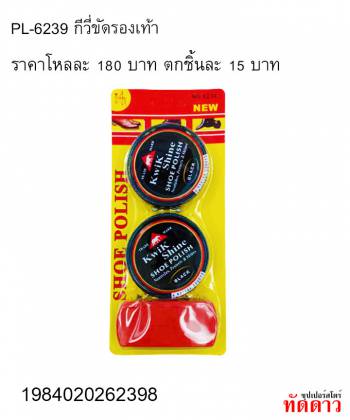 PL-6239 กีวี่ขัดรองเท้า
ราคาโหลละ 180 บาท ตกชิ้นละ 15 บาท
NEW
SHOE POLISH
KwiK
Shine
SHOE POLISH
BLACK
KwiK
Shine
SHOE POLISH
BLACK
1984020262398
ซุปเปอร์สโตร์
ทัดดาว